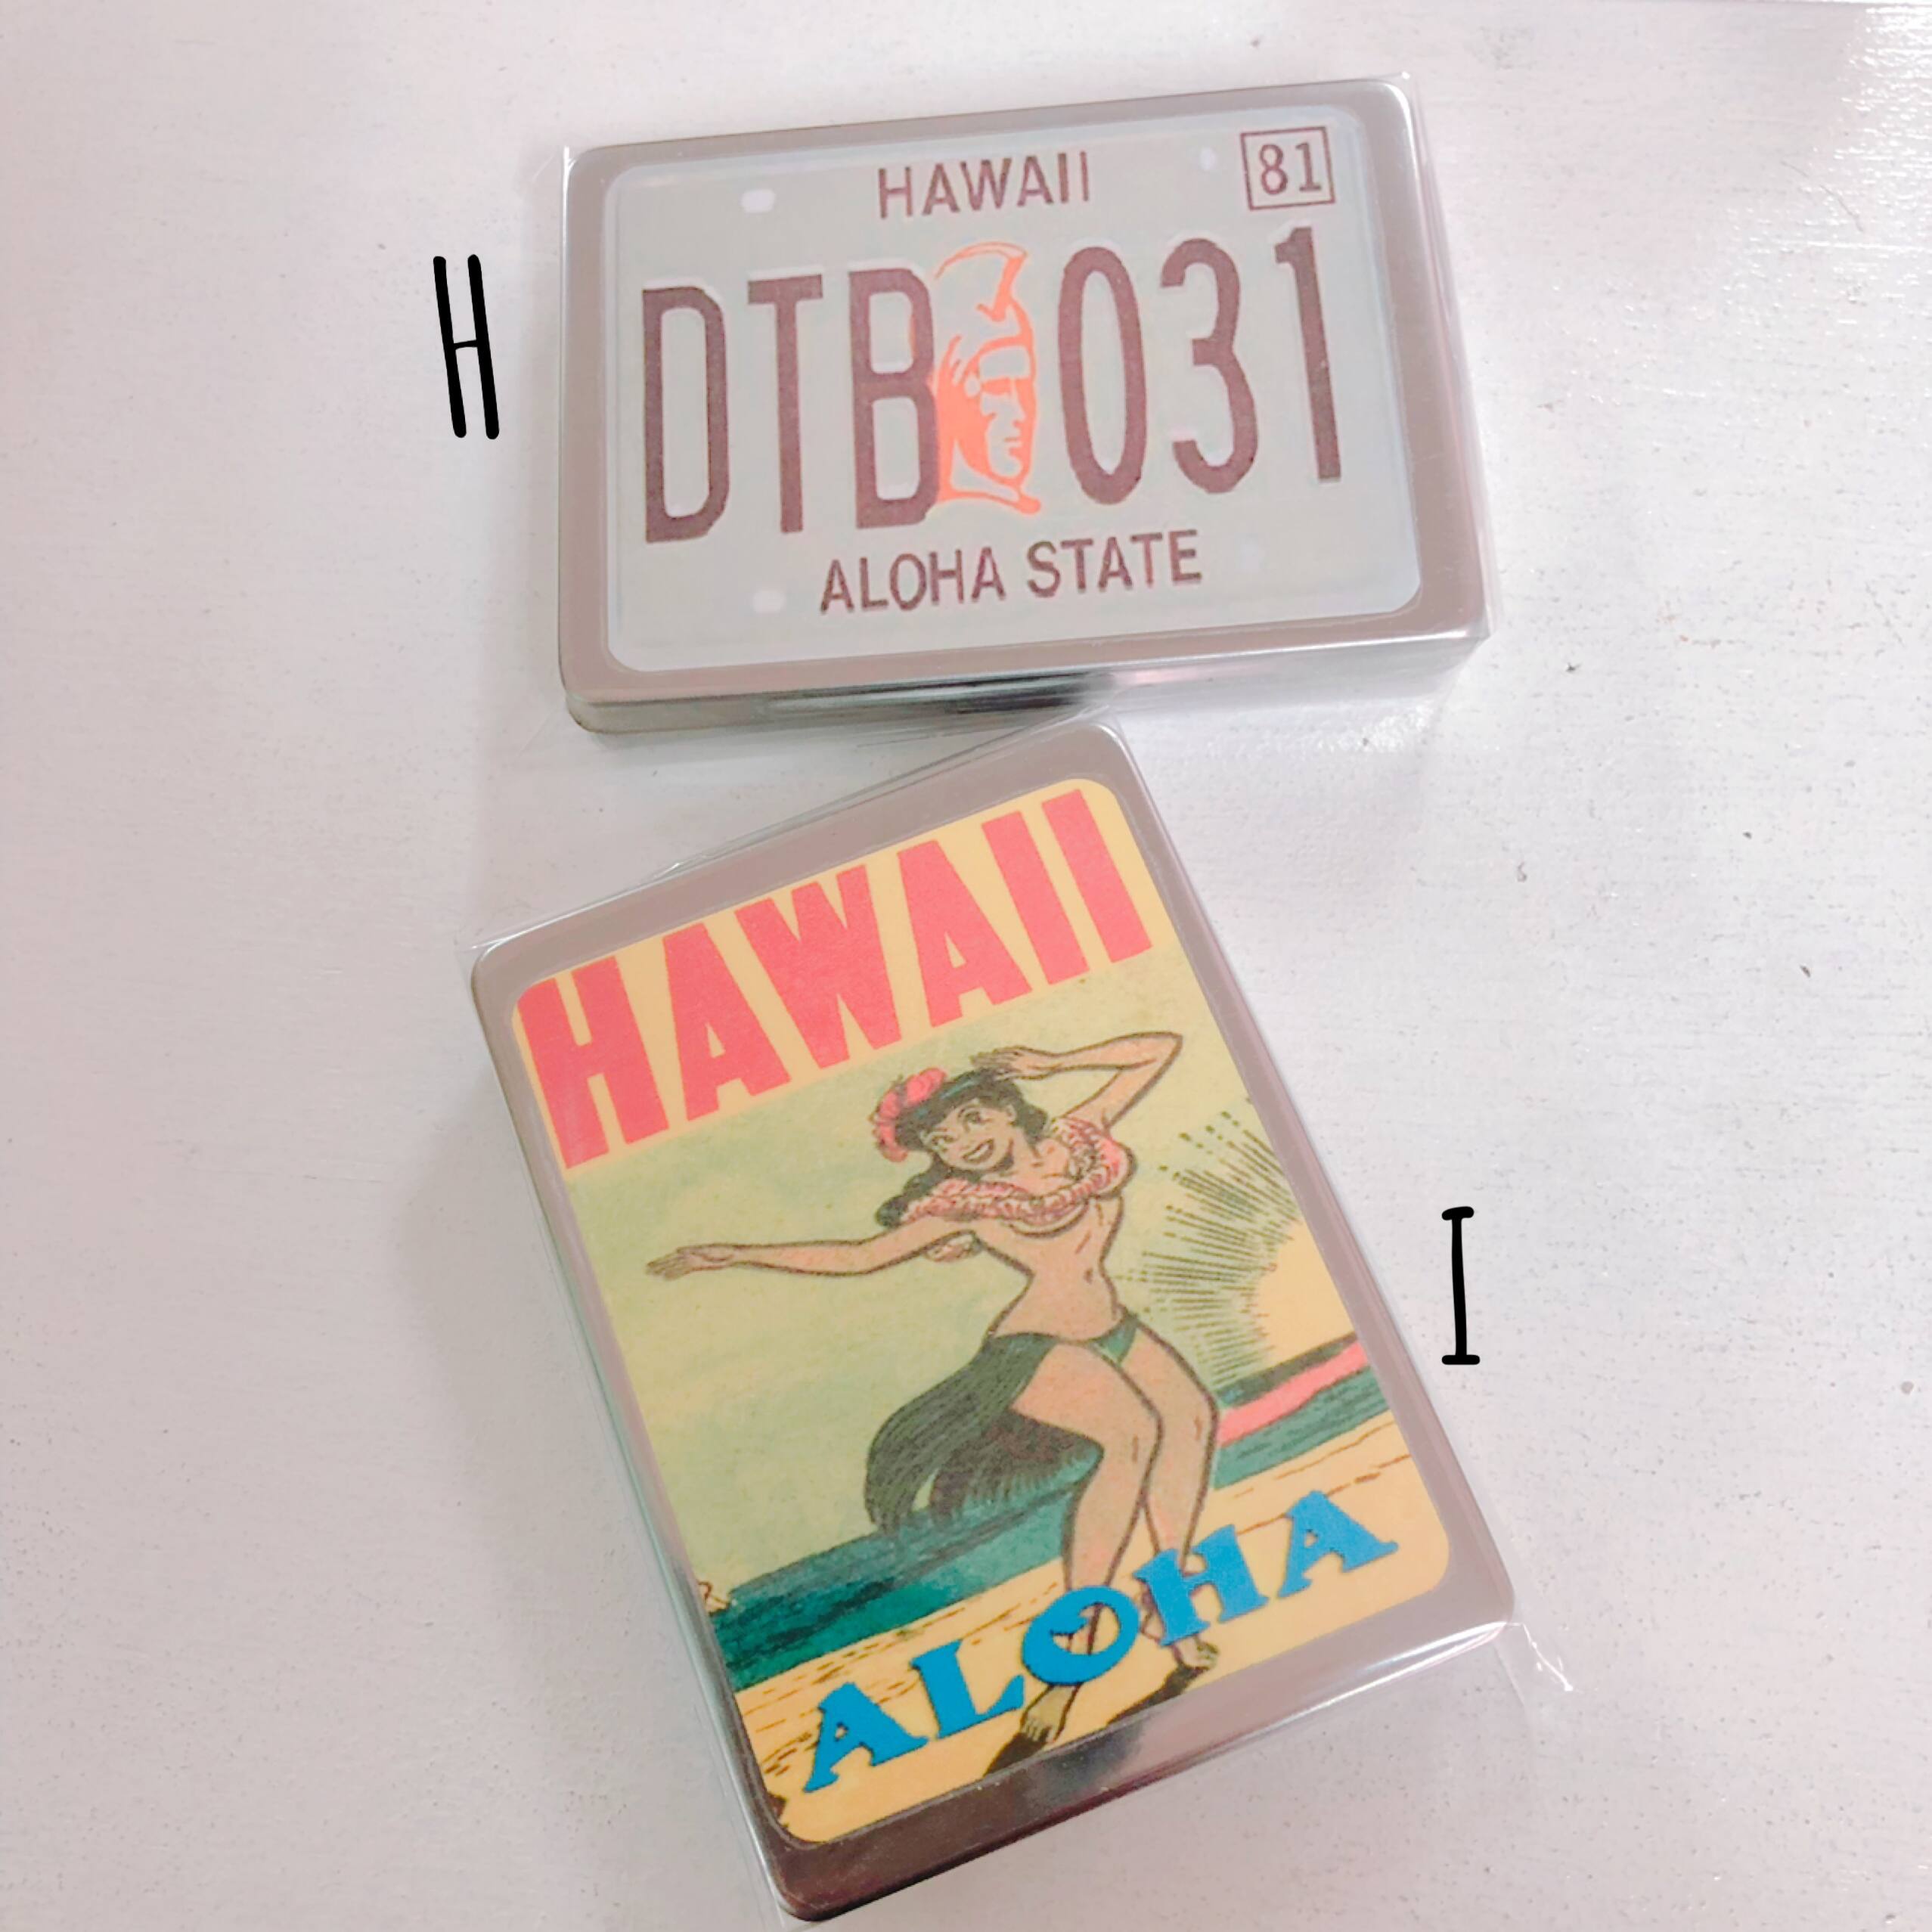 HAWAII 81
H
DTB 031
ALOHA STATE
HAWAII
I
ALOHA